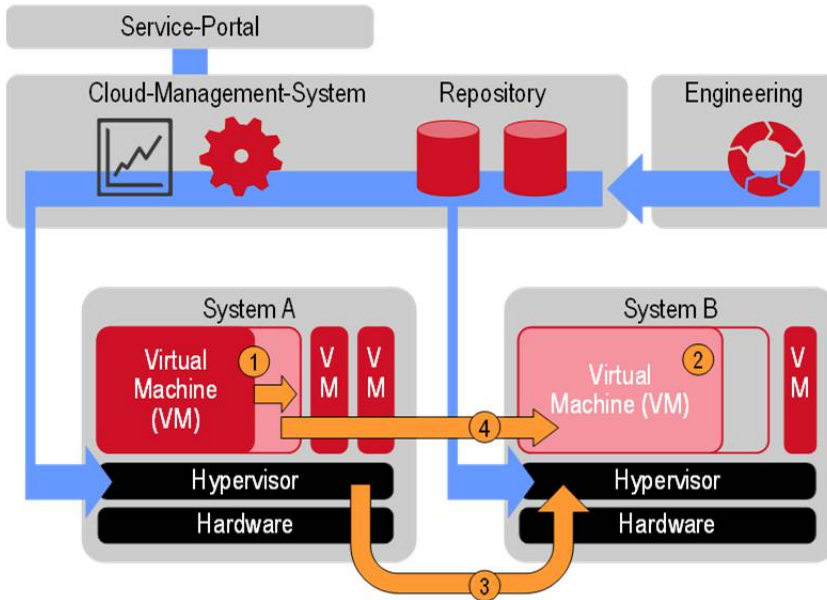 Service-Portal
Cloud-Management-System
Repository
Engineering
System A
Virtual
Machine
(VM)
1
V
M
V
M
System B
Virtual
Machine (VM)
2
V
M
4
Hypervisor
Hardware
Hypervisor
Hardware
3